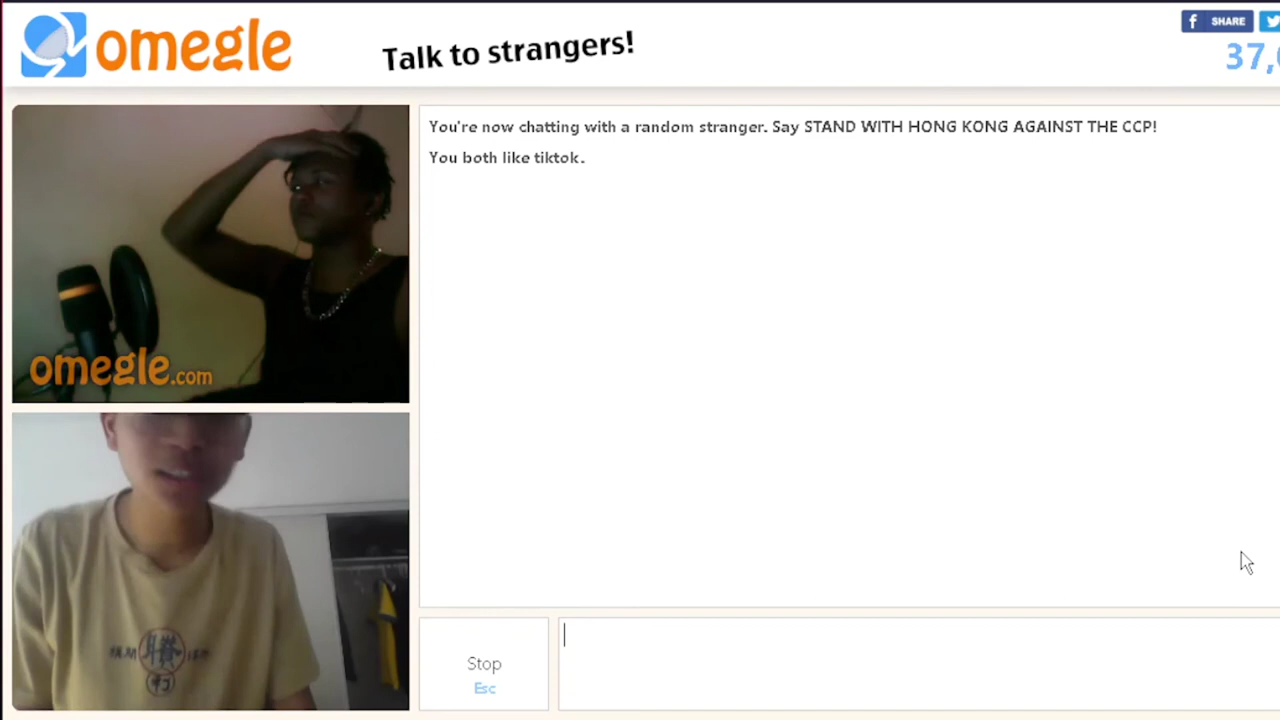 omegle
Talk to strangers!
SHARE
You're now chatting with a random stranger. Say STAND WITH HONG KONG AGAINST THE CCP!
You both like tiktok.
omegle.com
Stop
Esc